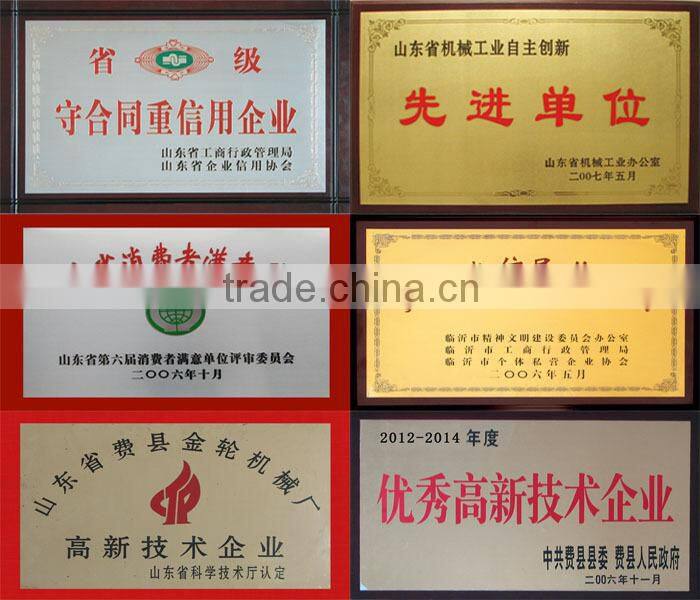 省 级
守合同重信用企业
山东省工商行政管理局
山东省企业信用协会
山东省机械工业自主创新
先进单位
山东省机械工业办公室
二〇〇七年五月
省消费者满意
山东省第六届消费者满意单位评审委员会
二〇〇六年十月
临沂市精神文明建设委员会办公室
临沂市工商行政管理局
临沂市个体私营企业协会
二〇〇六年五月
trade.china.cn
山东省费县金轮机械厂
高新技术企业
山东省科学技术厅认定
2012-2014 年度
优秀高新技术企业
中共费县县委 费县人民政府
二00六年十一月